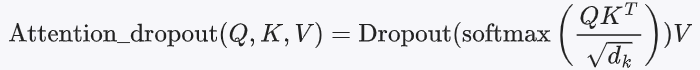 Attention_dropout(Q, K, V) = Dropout(softmax(QK^T / √d_k))V